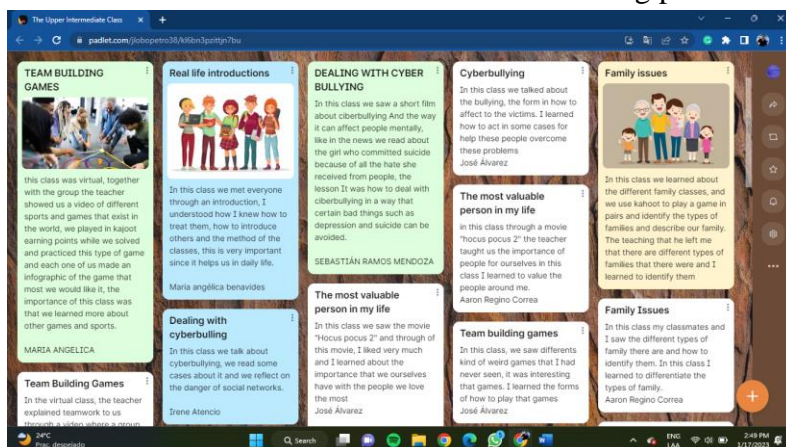 The Upper Intermediate Class
padlet.com/jlobopetro38/kl6bn3pzittjn7bu
TEAM BUILDING
GAMES
this class was virtual, together
with the group the teacher
showed us a video of different
sports and games that exist in
the world, we played in kajoot
earning points while we solved
and practiced this type of game
and each one of us made an
infographic of the game that
most we would like it, the
importance of this class was
that we learned more about
other games and sports.
MARIA ANGELICA
Team Building Games
In the virtual class, the teacher
explained teamwork to us
through a video where a group
Real life introductions
In this class we met everyone
through an introduction, I
understood how I knew how to
treat them, how to introduce
others and the method of the
classes, this is very important
since it helps us in daily life.
Maria angélica benavides
Dealing with
cyberbulling
In this class we talk about
cyberbullying, we read some
cases about it and we reflect on
the danger of social networks.
Irene Atencio
DEALING WITH CYBER
BULLYING
In this class we saw a short film
about ciberbullying And the way
it can affect people mentally,
like in the news we read about
the girl who committed suicide
because of all the hate she
received from people, the
lesson It was how to deal with
ciberbullying in a way that
certain bad things such as
depression and suicide can be
avoided.
SEBASTIÁN RAMOS MENDOZA
The most valuable
person in my life
In this class we saw the movie
"Hocus pocus 2" and through of
this movie, I liked very much
and I learned about the
importance that we ourselves
have with the people we love
the most
José Álvarez
Cyberbullying
In this class we talked about
the bullying, the form in how to
affect to the victims. I learned
how to act in some cases for
help these people overcome
these problems
José Álvarez
The most valuable
person in my life
in this class through a movie
"hocus pocus 2" the teacher
taught us the importance of
people for ourselves in this
class I learned to value the
people around me.
Aaron Regino Correa
Team building games
In this class, we saw differents
kind of weird games that I had
never seen, it was interesting
that games. I learned the forms
of how to play that games
José Álvarez
Family issues
In this class we learned about
the different family classes, and
we use kahoot to play a game in
pairs and identify the types of
families and describe our family.
The teaching that he left me
that there are different types of
families that there were and I
learned to identify them
Family Issues
In this class my classmates and
I saw the different types of
family there are and how to
identify them. In this class I
learned to differentiate the
types of family.
Aaron Regino Correa
24°C
Prac. despejado
Search
ENG
LAA
2:49 PM
1/17/2023